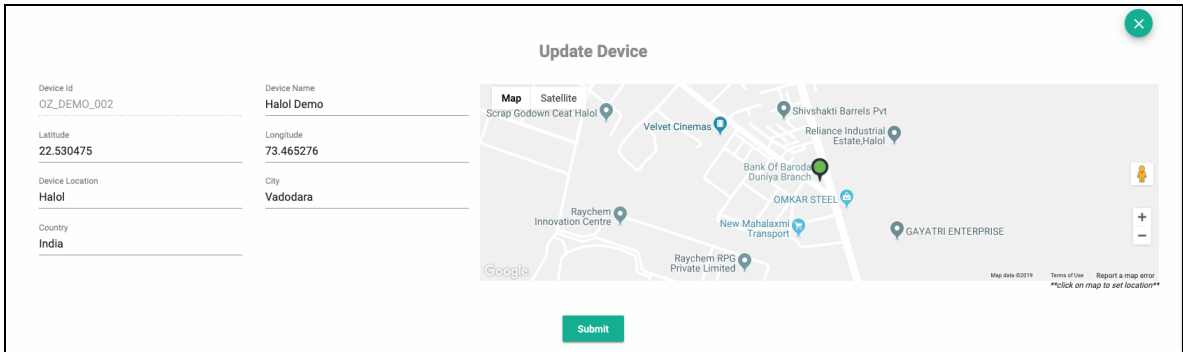 Update Device
Device Id
OZ_DEMO_002
Device Name
Halol Demo
Latitude
22.530475
Longitude
73.465276
Device Location
Halol
City
Vadodara
Country
India
Map Satellite
Scrap Godown Ceat Halol
Shivshakti Barrels Pvt
Velvet Cinemas
Reliance Industrial
Estate,Halol
Bank Of Baroda
Duniya Branch
OMKAR STEEL
Raychem
Innovation Centre
New Mahalaxmi
Transport
GAYATRI ENTERPRISE
Raychem RPG
Private Limited
Google
Map data ©2019 Terms of Use Report a map error
**click on map to set location**
Submit